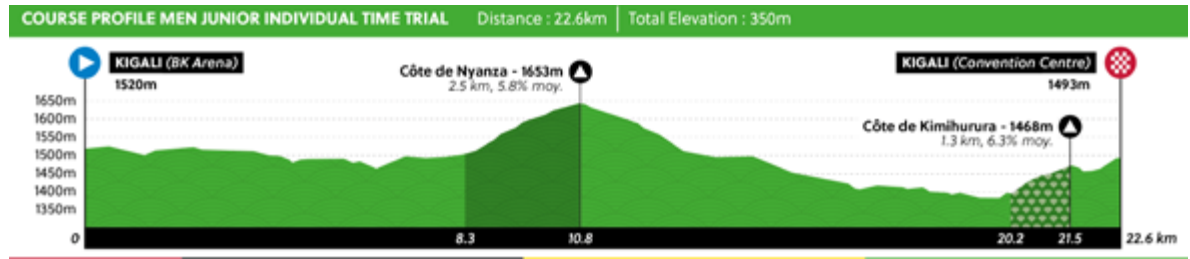 COURSE PROFILE MEN JUNIOR INDIVIDUAL TIME TRIAL Distance : 22.6km Total Elevation : 350m
KIGALI (BK Arena)
1520m
Côte de Nyanza - 1653m
2.5 km, 5.8% moy.
KIGALI (Convention Centre)
1493m
Côte de Kimihurura - 1468m
1.3 km, 6.3% moy.
1650m
1600m
1550m
1500m
1450m
1400m
1350m
0 8.3 10.8 20.2 21.5 22.6 km